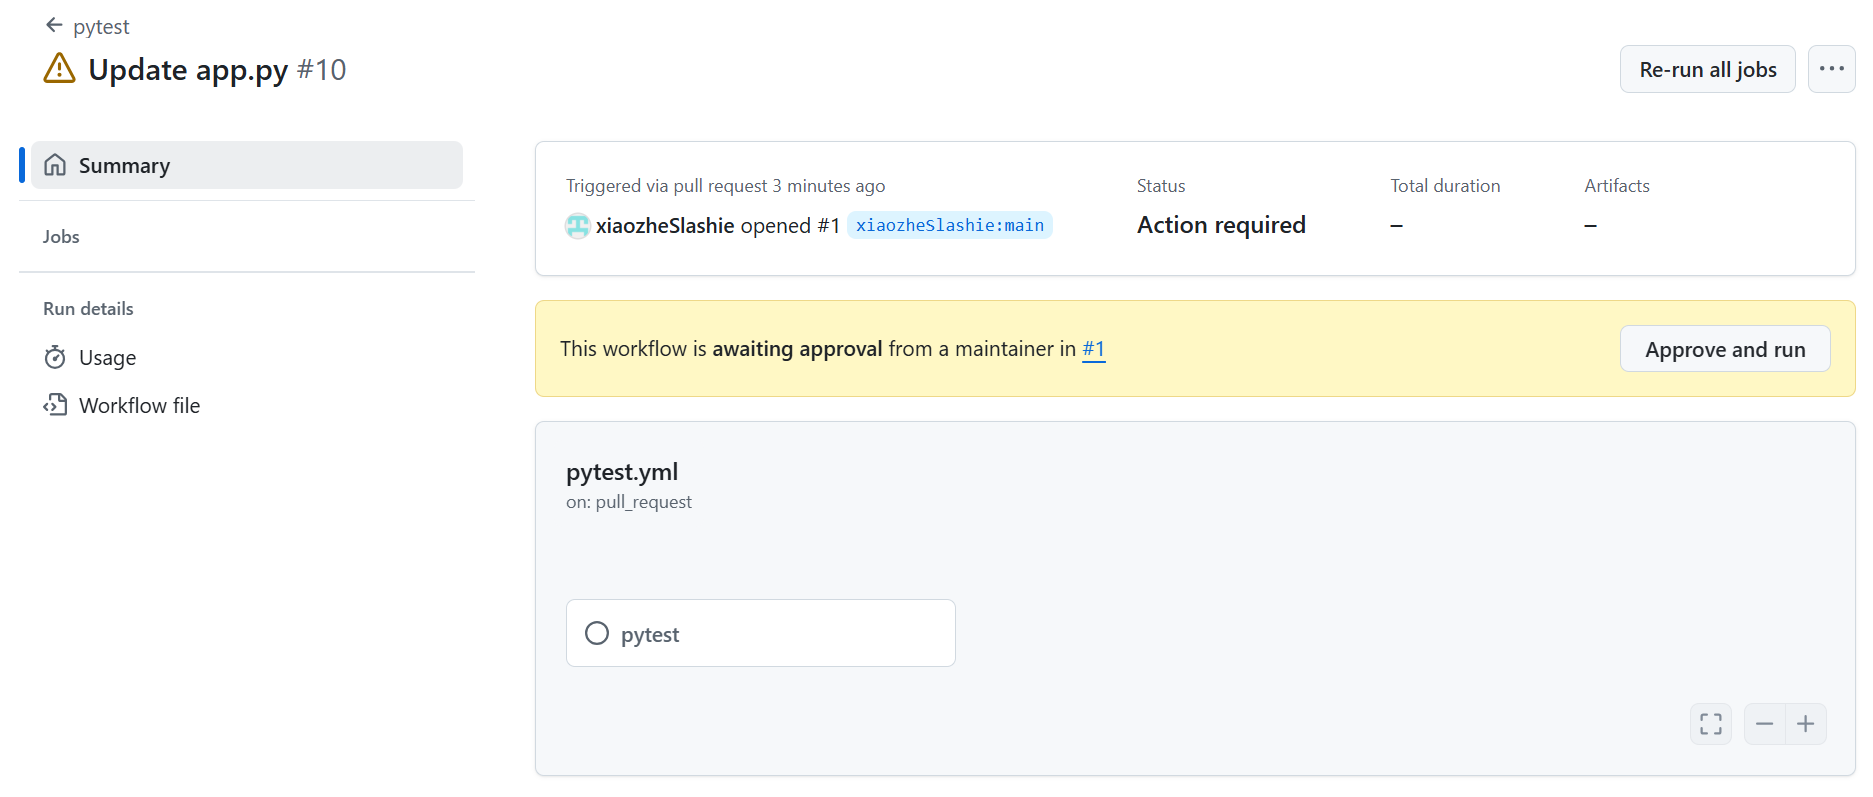 pytest
Update app.py #10
Re-run all jobs
Summary
Jobs
Run details
Usage
Workflow file
Triggered via pull request 3 minutes ago
xiaozheSlashie opened #1 xiaozheSlashie:main
Status
Action required
Total duration
–
Artifacts
–
This workflow is awaiting approval from a maintainer in #1
Approve and run
pytest.yml
on: pull_request
pytest